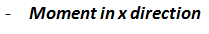 - Moment in x direction